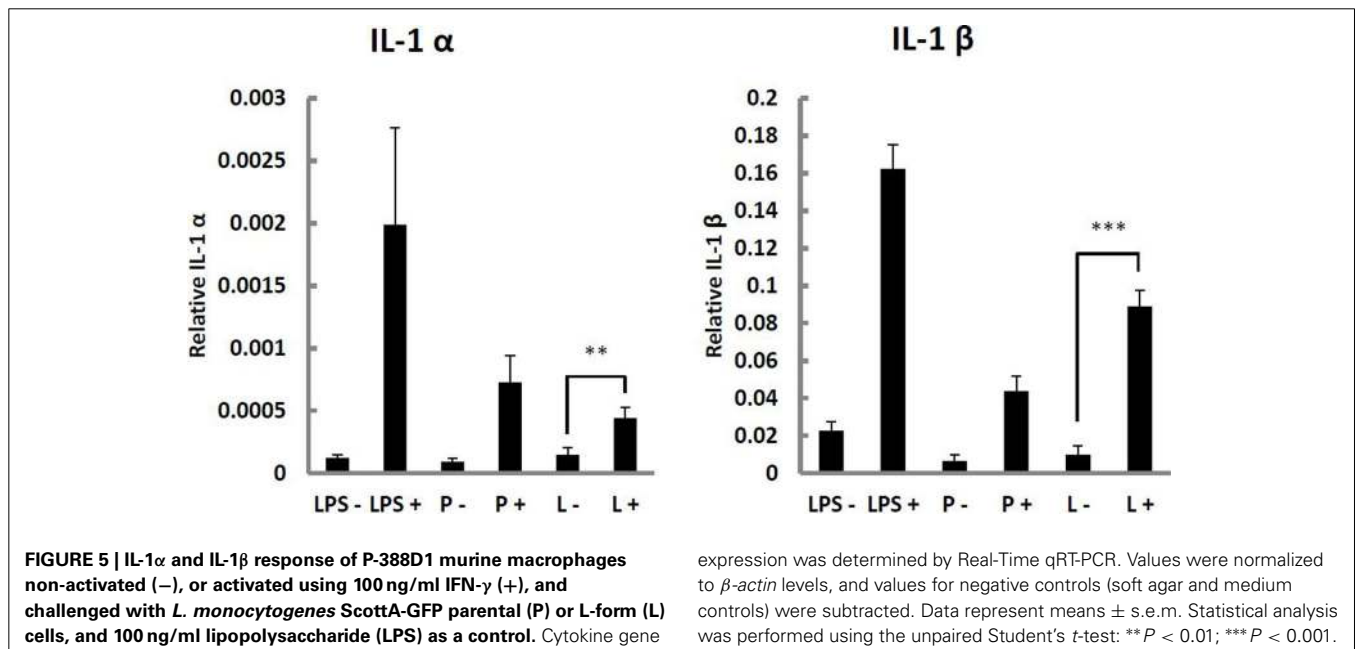 IL-1 α
0.003
0.0025
0.002
0.0015
0.001
0.0005
0
Relative IL-1 α
**
LPS - LPS + P - P + L - L +
IL-1 β
0.2
0.18
0.16
0.14
0.12
0.1
0.08
0.06
0.04
0.02
0
Relative IL-1 β
***
LPS - LPS + P - P + L - L +
FIGURE 5 | IL-1α and IL-1β response of P-388D1 murine macrophages
non-activated (−), or activated using 100 ng/ml IFN-γ (+), and
challenged with L. monocytogenes ScottA-GFP parental (P) or L-form (L)
cells, and 100 ng/ml lipopolysaccharide (LPS) as a control. Cytokine gene
expression was determined by Real-Time qRT-PCR. Values were normalized
to β-actin levels, and values for negative controls (soft agar and medium
controls) were subtracted. Data represent means ± s.e.m. Statistical analysis
was performed using the unpaired Student's t-test: **P < 0.01; ***P < 0.001.